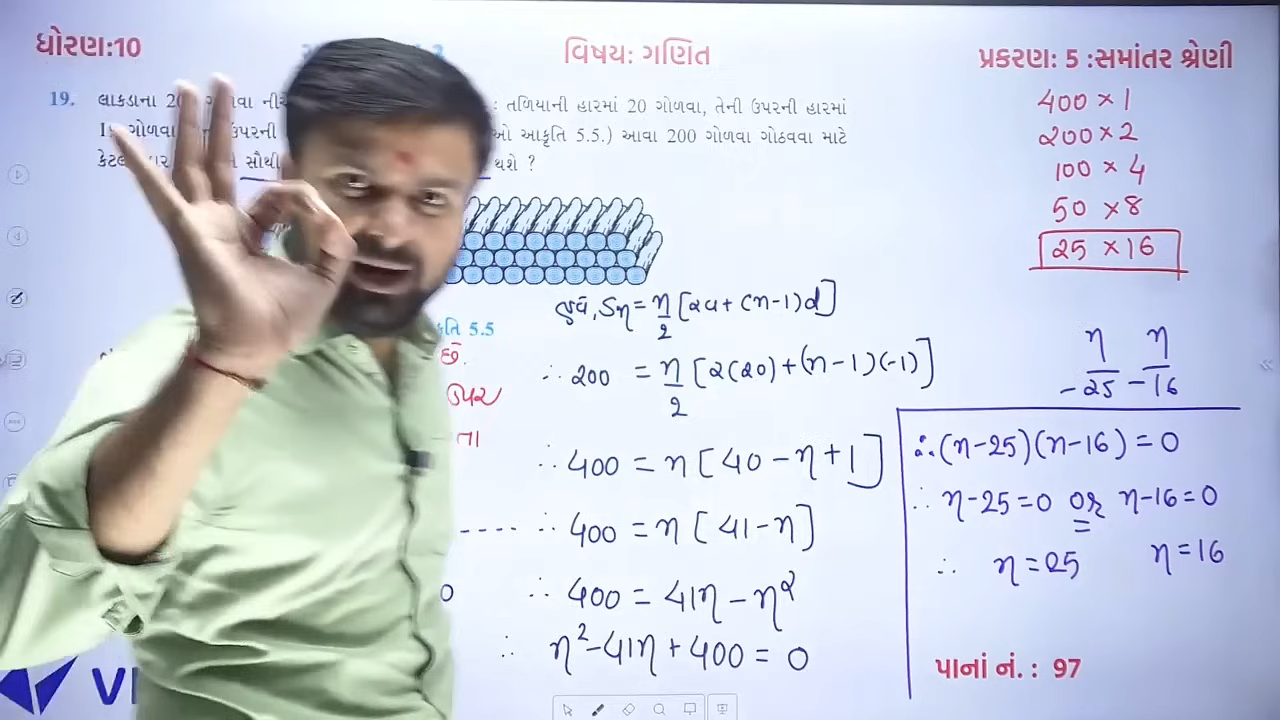 ધોરણ:10
વિષય: ગણિત
પ્રકરણ: 5 :સમાંતર શ્રેણી
19. લાકડાના : તળિયાની હારમાં 20 ગોળવા, તેની ઉપરની હારમાં
ગોળવા ઉપરની આકૃતિ 5.5.) આવા 200 ગોળવા ગોઠવવા માટે
સૌથી થશે ?
400 × 1
200 × 2
100 × 4
50 × 8
25 × 16
5.5
છે.
ઉપર
હવે, Sn = n/2 [2a + (n-1)d]
∴ 200 = n/2 [2(20) + (n-1)(-1)]
∴ 400 = n [40 - n + 1]
---- ∴ 400 = n [41 - n]
∴ 400 = 41n - n²
∴ n² - 41n + 400 = 0
n/-25 n/-16
∴ (n-25)(n-16) = 0
∴ n-25=0 or n-16=0
∴ n=25 n=16
પાનાં નં. : 97